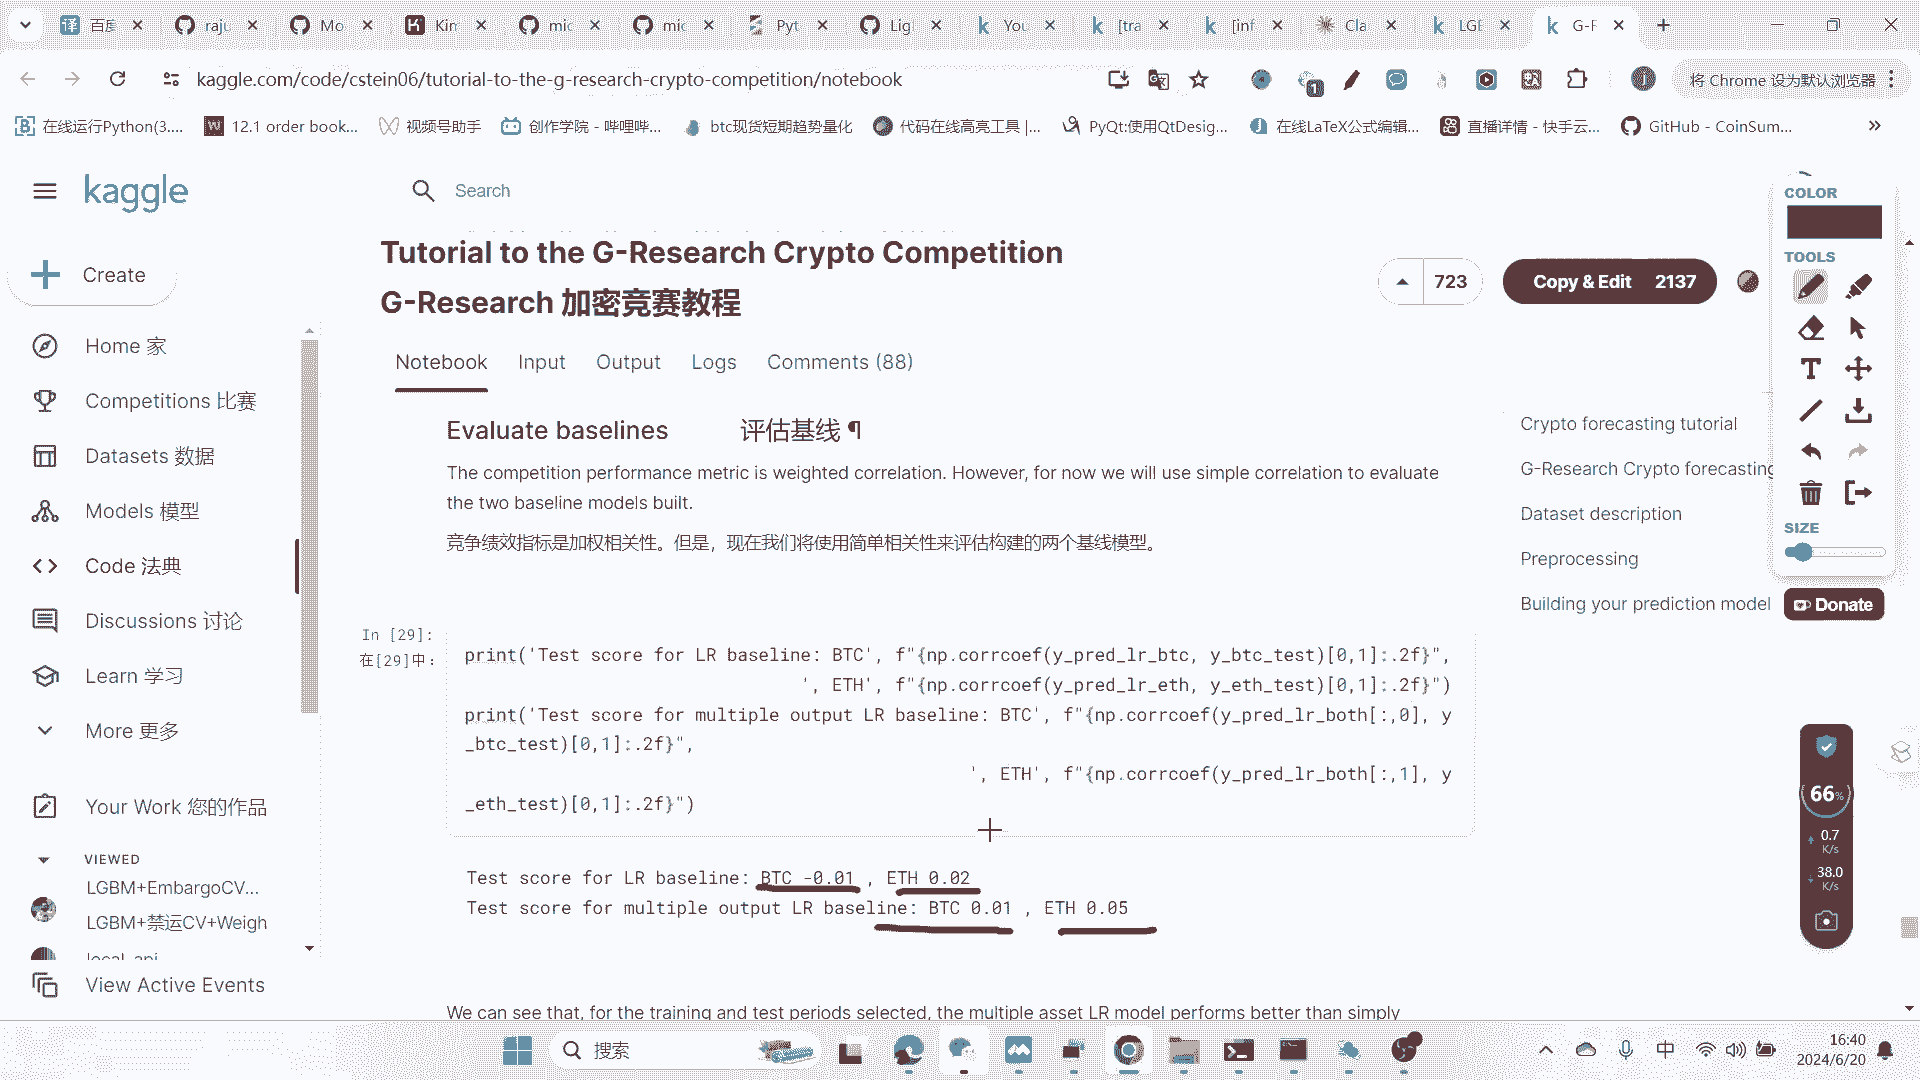 百度
raju
Mo
Kin
mic
mic
Pyt
Ligl
You
[tra
[inf
Cla
LGE
G-F
kaggle.com/code/cstein06/tutorial-to-the-g-research-crypto-competition/notebook
将 Chrome 设为默认浏览器
在线运行Python(3....
12.1 order book...
视频号助手
创作学院 - 哔哩哔...
btc现货短期趋势量化
代码在线高亮工具 |...
PyQt:使用QtDesig...
在线LaTeX公式编辑...
直播详情 - 快手云...
GitHub - CoinSum...
kaggle
Search
Create
Home 家
Competitions 比赛
Datasets 数据
Models 模型
Code 法典
Discussions 讨论
Learn 学习
More 更多
Your Work 您的作品
VIEWED
LGBM+EmbargoCV...
LGBM+禁运CV+Weigh
View Active Events
Tutorial to the G-Research Crypto Competition
G-Research 加密竞赛教程
723
Copy & Edit 2137
Notebook Input Output Logs Comments (88)
Evaluate baselines 评估基线 ¶
The competition performance metric is weighted correlation. However, for now we will use simple correlation to evaluate
the two baseline models built.
竞争绩效指标是加权相关性。但是，现在我们将使用简单相关性来评估构建的两个基线模型。
In [29]:
在[29]中：
print('Test score for LR baseline: BTC', f"{np.corrcoef(y_pred_lr_btc, y_btc_test)[0,1]:.2f}",
', ETH', f"{np.corrcoef(y_pred_lr_eth, y_eth_test)[0,1]:.2f}")
print('Test score for multiple output LR baseline: BTC', f"{np.corrcoef(y_pred_lr_both[:,0], y
_btc_test)[0,1]:.2f}",
', ETH', f"{np.corrcoef(y_pred_lr_both[:,1], y
_eth_test)[0,1]:.2f}")
Test score for LR baseline: BTC -0.01 , ETH 0.02
Test score for multiple output LR baseline: BTC 0.01 , ETH 0.05
We can see that, for the training and test periods selected, the multiple asset LR model performs better than simply
Crypto forecasting tutorial
G-Research Crypto forecasting
Dataset description
Preprocessing
Building your prediction model
COLOR
TOOLS
SIZE
Donate
66%
0.7
K/s
38.0
K/s
搜索
中
16:40
2024/6/20